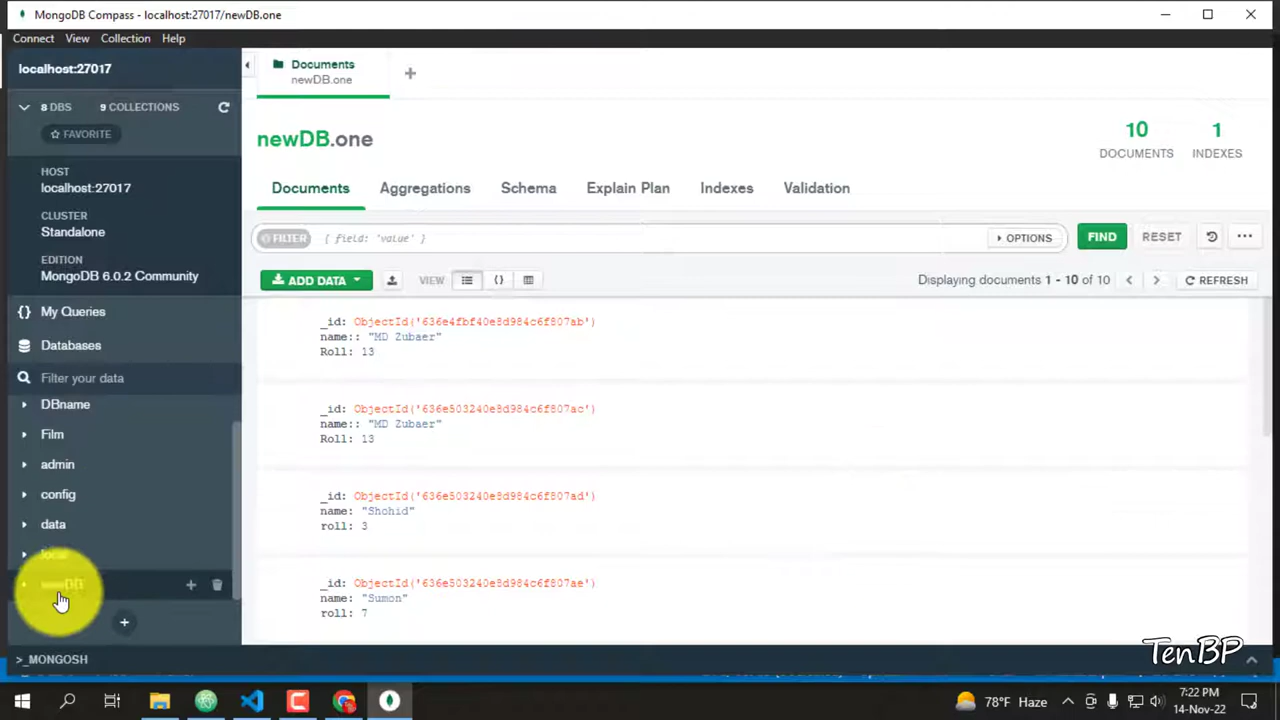 MongoDB Compass - localhost:27017/newDB.one
Connect View Collection Help
localhost:27017
8 DBS 9 COLLECTIONS
FAVORITE
HOST
localhost:27017
CLUSTER
Standalone
EDITION
MongoDB 6.0.2 Community
{} My Queries
Databases
Filter your data
DBname
Film
admin
config
data
local
newDB
>_MONGOSH
Documents
newDB.one
newDB.one
10
DOCUMENTS
1
INDEXES
Documents Aggregations Schema Explain Plan Indexes Validation
FILTER { field: 'value' } OPTIONS FIND RESET
ADD DATA VIEW {} Displaying documents 1 - 10 of 10 REFRESH
_id: ObjectId('636e4fbf40e8d984c6f807ab')
name:: "MD Zubaer"
Roll: 13
_id: ObjectId('636e503240e8d984c6f807ac')
name:: "MD Zubaer"
Roll: 13
_id: ObjectId('636e503240e8d984c6f807ad')
name: "Shohid"
roll: 3
_id: ObjectId('636e503240e8d984c6f807ae')
name: "Sumon"
roll: 7
TenBP
78°F Haze
7:22 PM
14-Nov-22